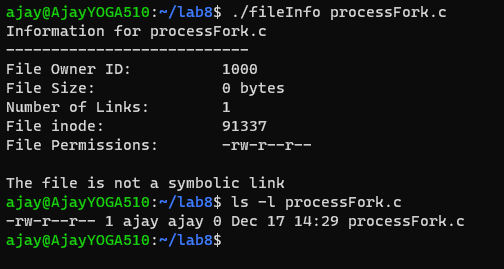 ajay@AjayYOGA510:~/lab8$ ./fileInfo processFork.c
Information for processFork.c
---------------------------
File Owner ID:          1000
File Size:              0 bytes
Number of Links:        1
File inode:             91337
File Permissions:       -rw-r--r--

The file is not a symbolic link
ajay@AjayYOGA510:~/lab8$ ls -l processFork.c
-rw-r--r-- 1 ajay ajay 0 Dec 17 14:29 processFork.c
ajay@AjayYOGA510:~/lab8$